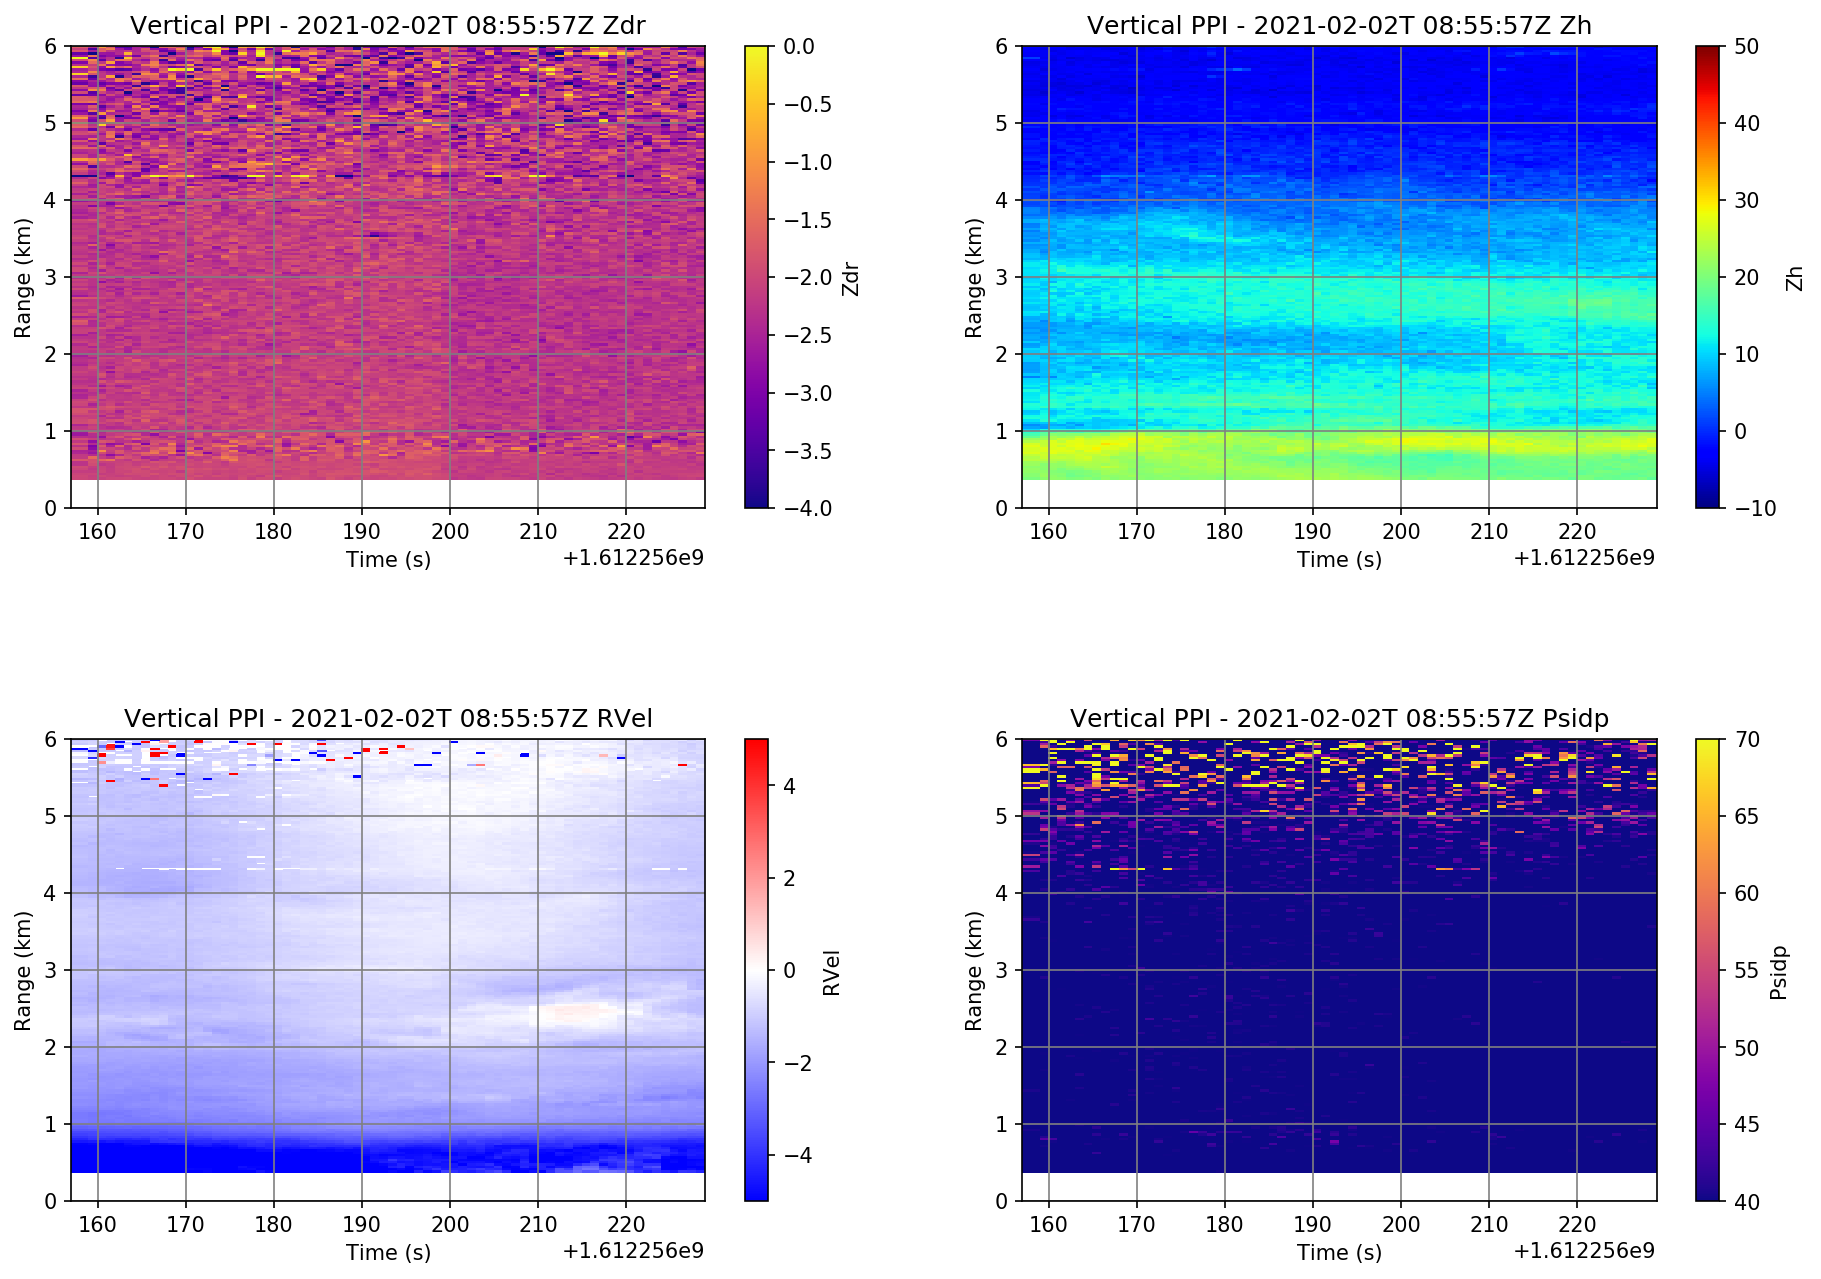 Vertical PPI - 2021-02-02T 08:55:57Z Zdr
6
5
4
3
2
1
0
Range (km)
160 170 180 190 200 210 220
Time (s)
+1.612256e9
0.0
−0.5
−1.0
−1.5
−2.0
−2.5
−3.0
−3.5
−4.0
Zdr
Vertical PPI - 2021-02-02T 08:55:57Z Zh
6
5
4
3
2
1
0
Range (km)
160 170 180 190 200 210 220
Time (s)
+1.612256e9
50
40
30
20
10
0
−10
Zh
Vertical PPI - 2021-02-02T 08:55:57Z RVel
6
5
4
3
2
1
0
Range (km)
160 170 180 190 200 210 220
Time (s)
+1.612256e9
4
2
0
−2
−4
RVel
Vertical PPI - 2021-02-02T 08:55:57Z Psidp
6
5
4
3
2
1
0
Range (km)
160 170 180 190 200 210 220
Time (s)
+1.612256e9
70
65
60
55
50
45
40
Psidp